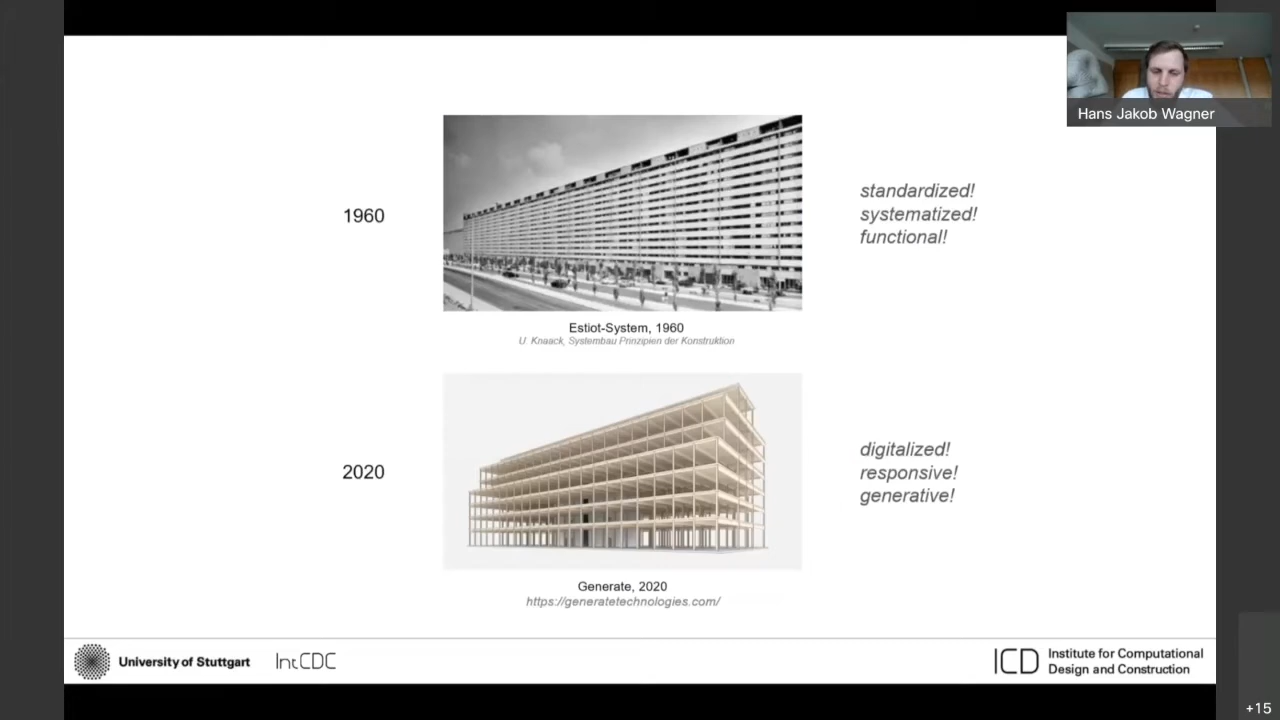 Hans Jakob Wagner
1960
standardized!
systematized!
functional!
Estiot-System, 1960
U. Knaack, Systembau Prinzipien der Konstruktion
2020
digitalized!
responsive!
generative!
Generate, 2020
https://generatetechnologies.com/
University of Stuttgart
IntCDC
ICD
Institute for Computational
Design and Construction
+15